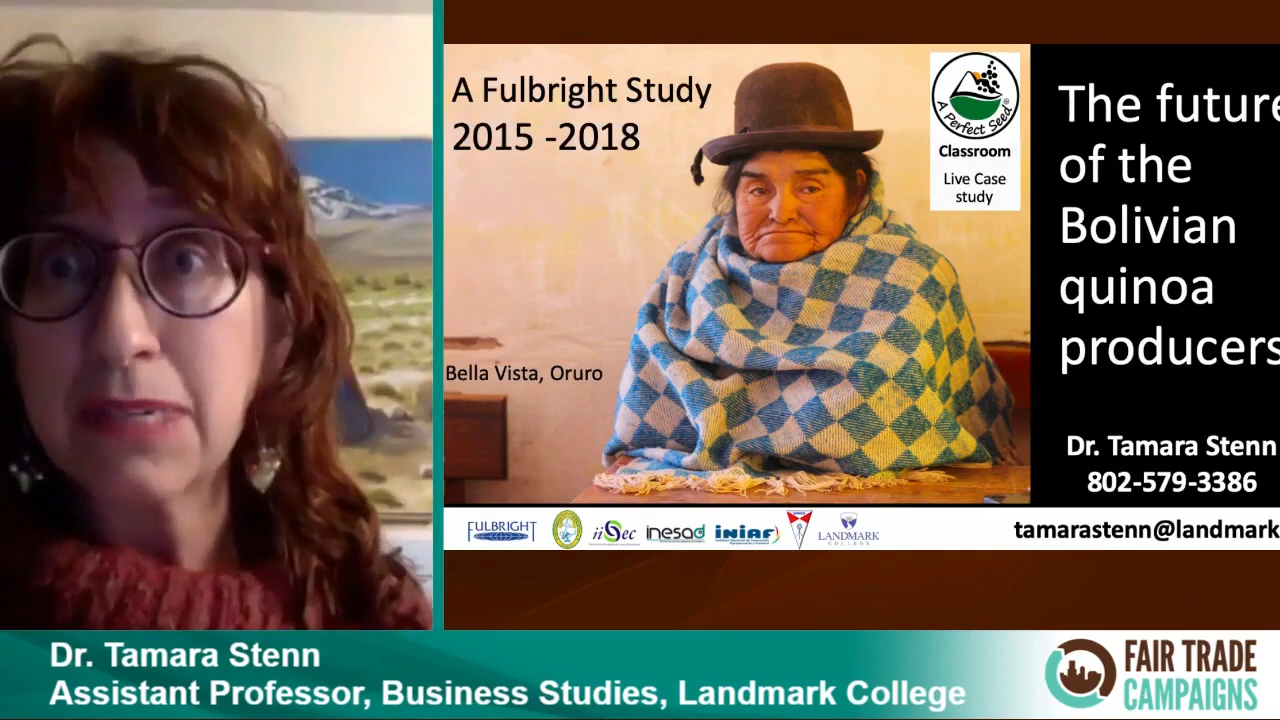 A Fulbright Study
2015 -2018
A Perfect Seed®
Classroom
Live Case
study
The future
of the
Bolivian
quinoa
producers
Bella Vista, Oruro
Dr. Tamara Stenn
802-579-3386
FULBRIGHT
iiSec
inesad
iniaf
LANDMARK
COLLEGE
tamarastenn@landmark
Dr. Tamara Stenn
Assistant Professor, Business Studies, Landmark College
FAIR TRADE
CAMPAIGNS